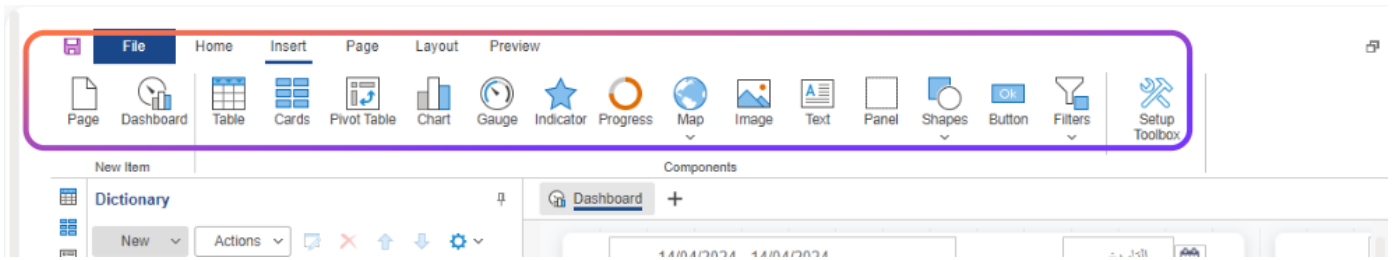 File Home Insert Page Layout Preview
Page Dashboard Table Cards Pivot Table Chart Gauge Indicator Progress Map Image Text Panel Shapes Button Filters Setup
Toolbox
New Item Components
Dictionary Dashboard
New Actions
14/04/2024 - 14/04/2024 التاريخ